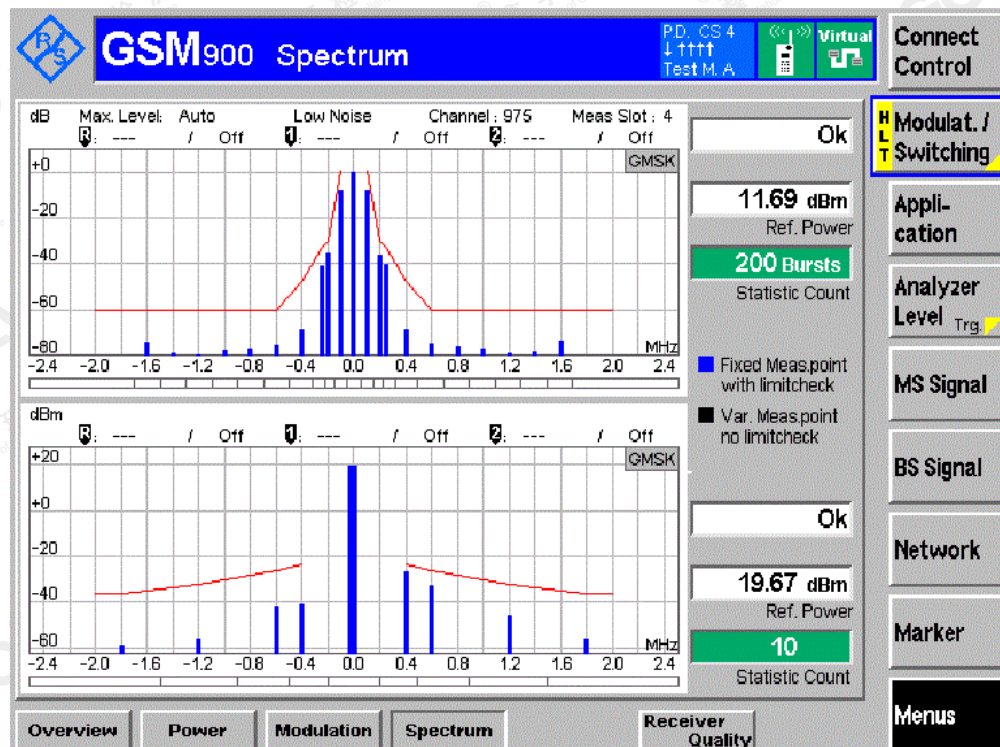 R&S
GSM900 Spectrum
P.D. CS 4
↓↑↑↑↑
Test M. A
Virtual
Connect Control
dB Max. Level: Auto Low Noise Channel : 975 Meas Slot : 4
R : --- / Off 1 : --- / Off 2 : --- / Off
GMSK
+0
-20
-40
-60
-80
MHz
-2.4 -2.0 -1.6 -1.2 -0.8 -0.4 0.0 0.4 0.8 1.2 1.6 2.0 2.4
Ok
11.69 dBm
Ref. Power
200 Bursts
Statistic Count
Fixed Meas.point
with limitcheck
Var. Meas.point
no limitcheck
dBm
R : --- / Off 1 : --- / Off 2 : --- / Off
GMSK
+20
+0
-20
-40
-60
MHz
-2.4 -2.0 -1.6 -1.2 -0.8 -0.4 0.0 0.4 0.8 1.2 1.6 2.0 2.4
Ok
19.67 dBm
Ref. Power
10
Statistic Count
HLT
Modulat. /
Switching
Appli-
cation
Analyzer
Level Trg.
MS Signal
BS Signal
Network
Marker
Menus
Overview Power Modulation Spectrum Receiver
Quality